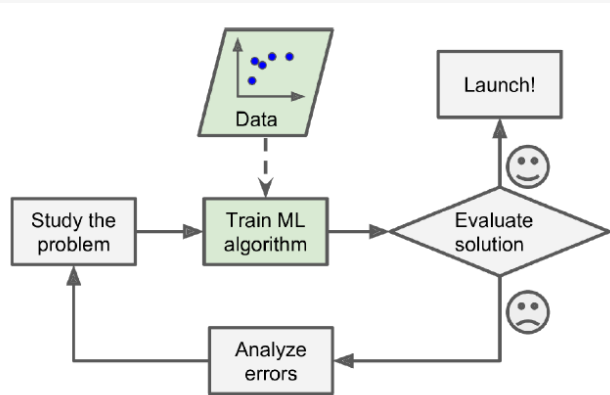 Data
Launch!
Study the
problem
Train ML
algorithm
Evaluate
solution
Analyze
errors